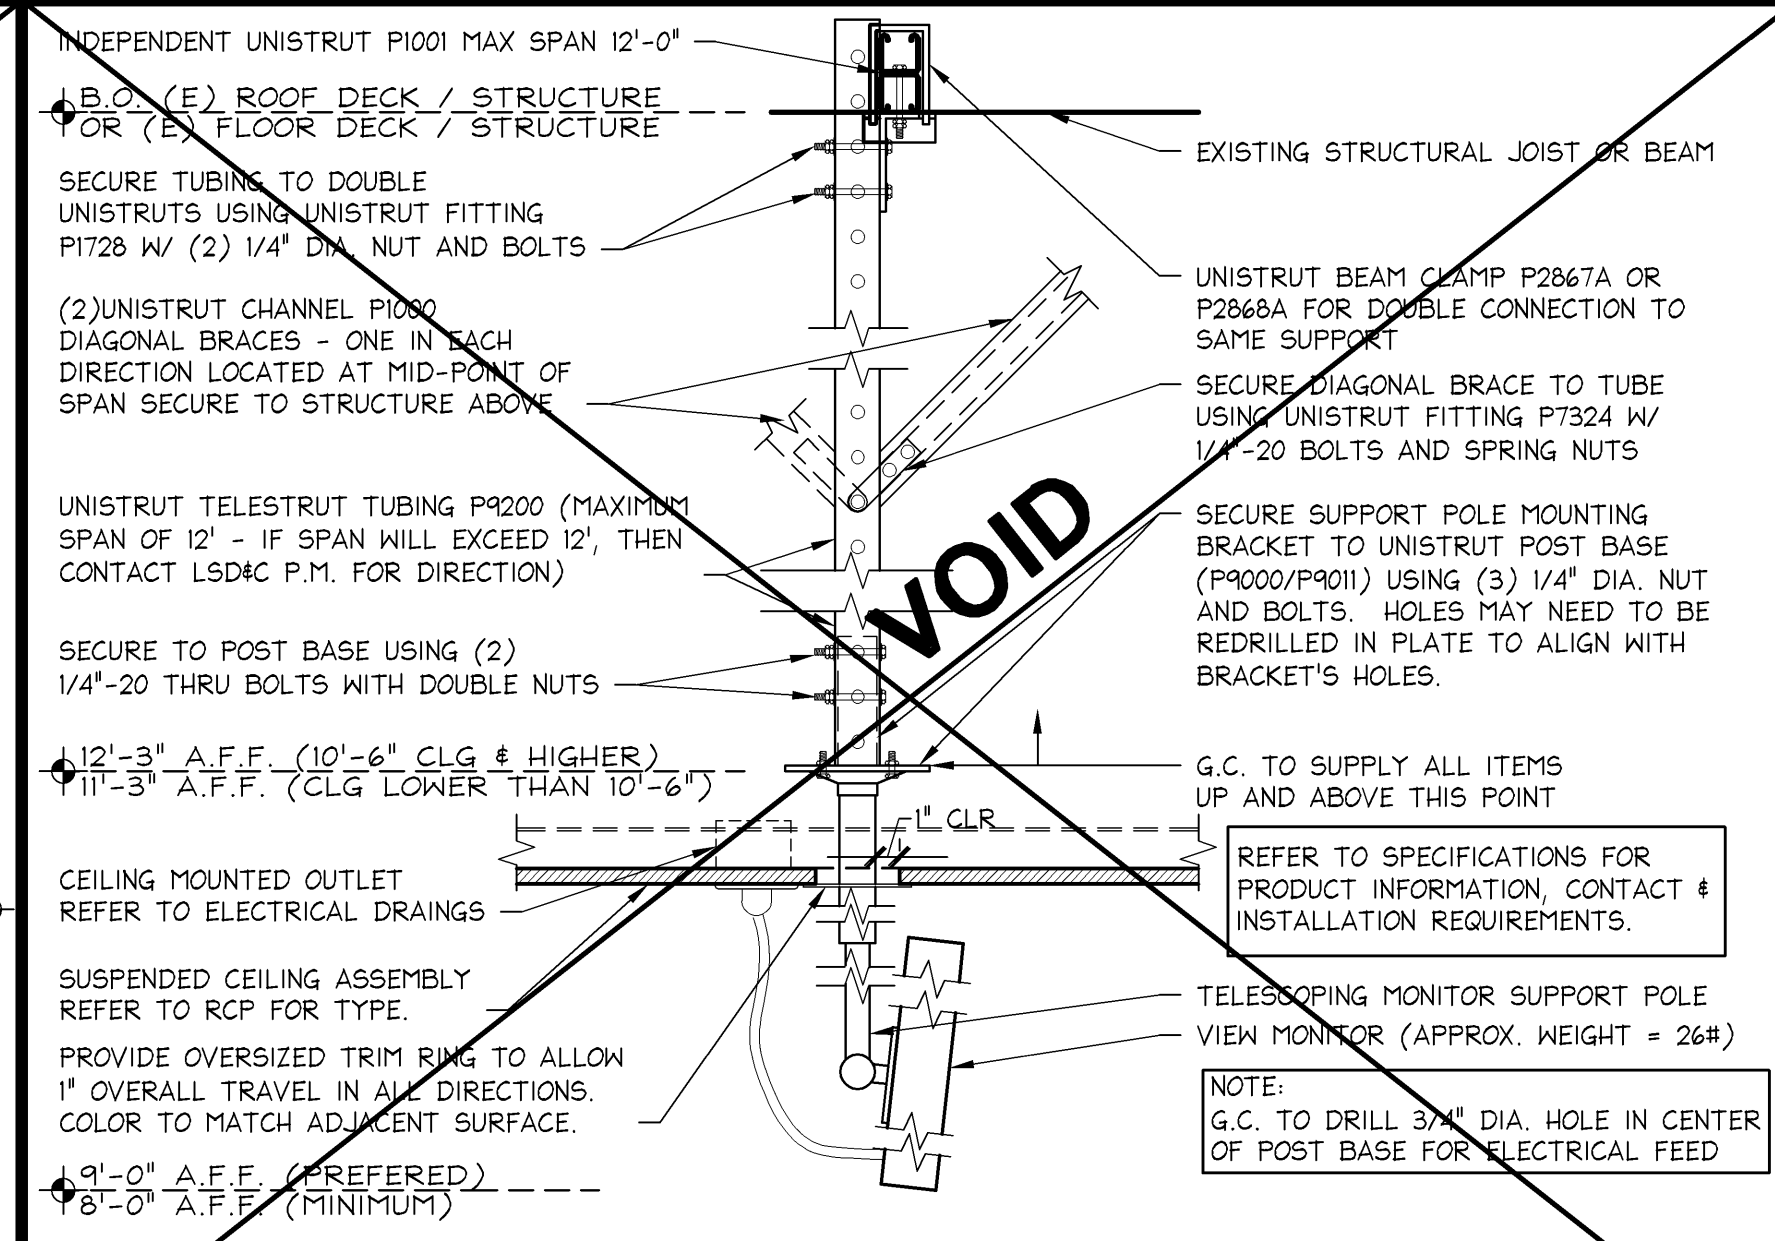 INDEPENDENT UNISTRUT P1001 MAX SPAN 12'-0"
B.O. (E) ROOF DECK / STRUCTURE
OR (E) FLOOR DECK / STRUCTURE
SECURE TUBING TO DOUBLE
UNISTRUTS USING UNISTRUT FITTING
P1728 W/ (2) 1/4" DIA. NUT AND BOLTS
(2)UNISTRUT CHANNEL P1000
DIAGONAL BRACES - ONE IN EACH
DIRECTION LOCATED AT MID-POINT OF
SPAN SECURE TO STRUCTURE ABOVE
UNISTRUT TELESTRUT TUBING P9200 (MAXIMUM
SPAN OF 12' - IF SPAN WILL EXCEED 12', THEN
CONTACT LSD&C P.M. FOR DIRECTION)
SECURE TO POST BASE USING (2)
1/4"-20 THRU BOLTS WITH DOUBLE NUTS
12'-3" A.F.F. (10'-6" CLG & HIGHER)
11'-3" A.F.F. (CLG LOWER THAN 10'-6")
CEILING MOUNTED OUTLET
REFER TO ELECTRICAL DRAINGS
SUSPENDED CEILING ASSEMBLY
REFER TO RCP FOR TYPE.
PROVIDE OVERSIZED TRIM RING TO ALLOW
1" OVERALL TRAVEL IN ALL DIRECTIONS.
COLOR TO MATCH ADJACENT SURFACE.
9'-0" A.F.F. (PREFERED)
8'-0" A.F.F. (MINIMUM)
VOID
1" CLR
EXISTING STRUCTURAL JOIST OR BEAM
UNISTRUT BEAM CLAMP P2867A OR
P2868A FOR DOUBLE CONNECTION TO
SAME SUPPORT
SECURE DIAGONAL BRACE TO TUBE
USING UNISTRUT FITTING P7324 W/
1/4"-20 BOLTS AND SPRING NUTS
SECURE SUPPORT POLE MOUNTING
BRACKET TO UNISTRUT POST BASE
(P9000/P9011) USING (3) 1/4" DIA. NUT
AND BOLTS. HOLES MAY NEED TO BE
REDRILLED IN PLATE TO ALIGN WITH
BRACKET'S HOLES.
G.C. TO SUPPLY ALL ITEMS
UP AND ABOVE THIS POINT
REFER TO SPECIFICATIONS FOR
PRODUCT INFORMATION, CONTACT &
INSTALLATION REQUIREMENTS.
TELESCOPING MONITOR SUPPORT POLE
VIEW MONITOR (APPROX. WEIGHT = 26#)
NOTE:
G.C. TO DRILL 3/4" DIA. HOLE IN CENTER
OF POST BASE FOR ELECTRICAL FEED